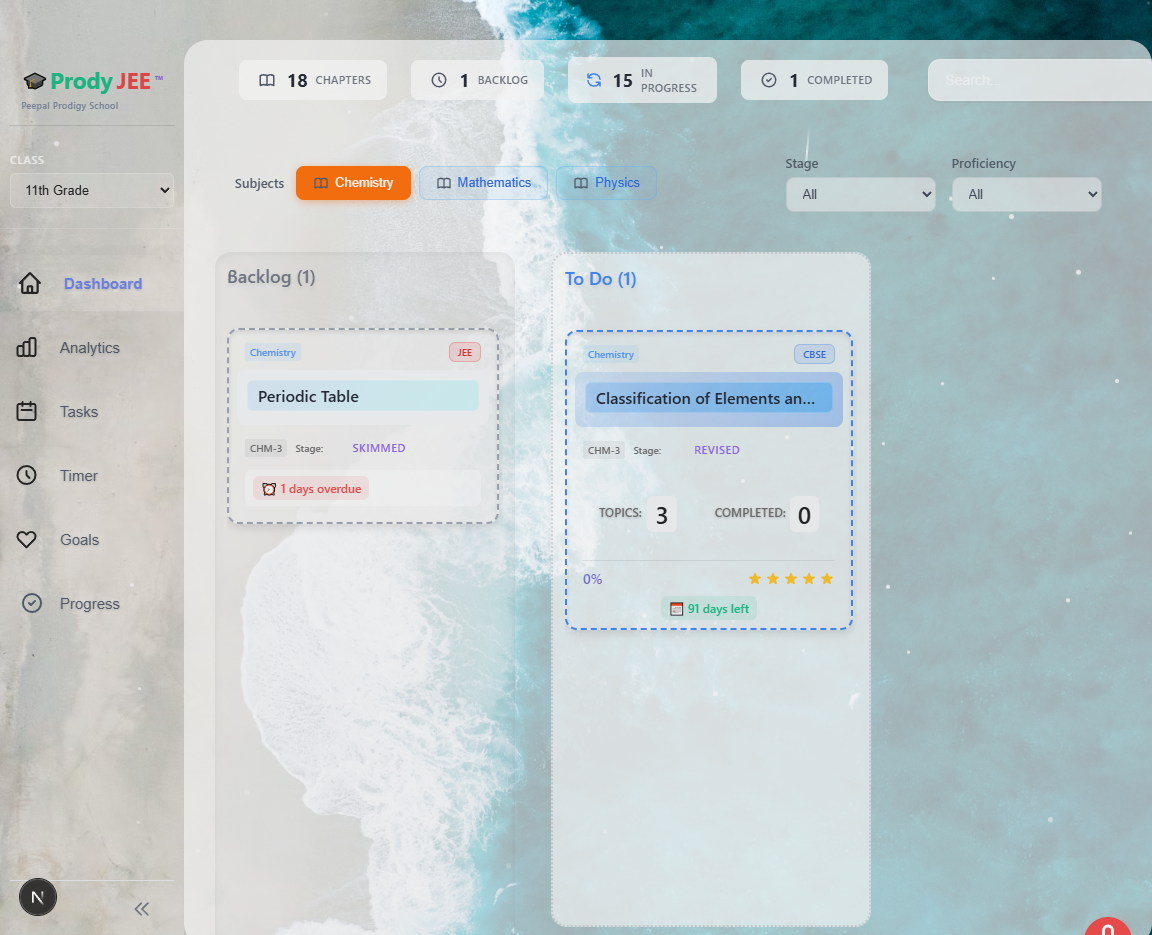 Prody JEE ™
Peepal Prodigy School
CLASS
11th Grade
Dashboard
Analytics
Tasks
Timer
Goals
Progress
N
18 CHAPTERS
1 BACKLOG
15 IN
PROGRESS
1 COMPLETED
Search...
Subjects
Chemistry
Mathematics
Physics
Stage
All
Proficiency
All
Backlog (1)
Chemistry
JEE
Periodic Table
CHM-3 Stage: SKIMMED
1 days overdue
To Do (1)
Chemistry
CBSE
Classification of Elements an...
CHM-3 Stage: REVISED
TOPICS: 3 COMPLETED: 0
0%
91 days left